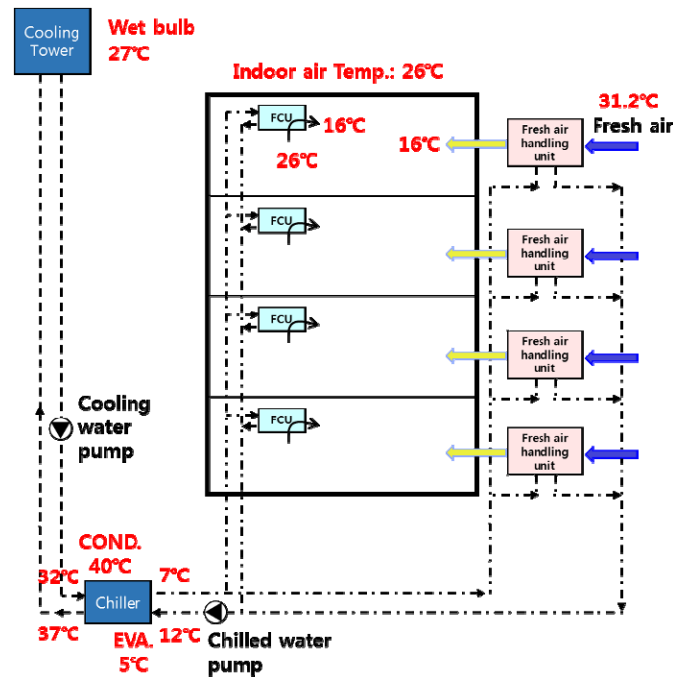 Cooling
Tower
Wet bulb
27℃
Indoor air Temp.: 26℃
FCU
16℃
26℃
16℃
Fresh air
handling
unit
31.2℃
Fresh air
FCU
Fresh air
handling
unit
FCU
Fresh air
handling
unit
FCU
Fresh air
handling
unit
Cooling
water
pump
COND.
40℃
32℃
7℃
Chiller
37℃
12℃
EVA.
5℃
Chilled water
pump